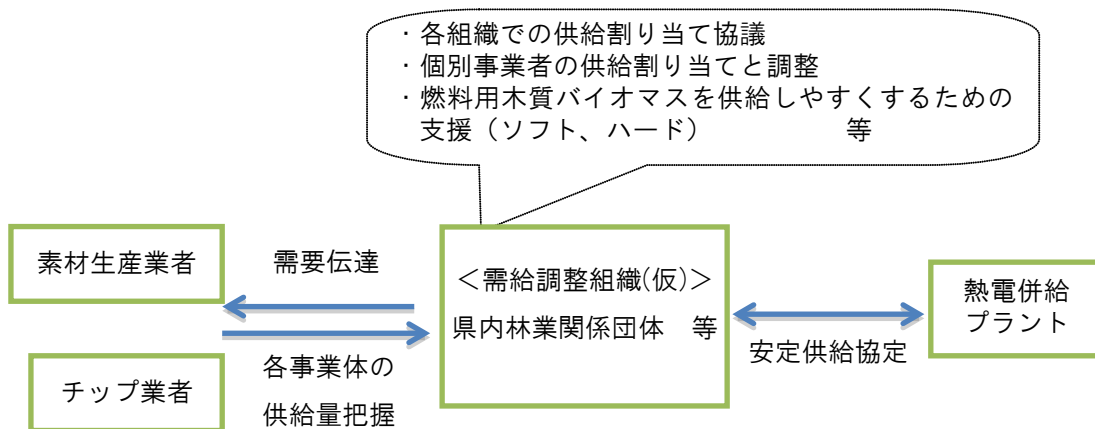 ・各組織での供給割り当て協議
・個別事業者の供給割り当てと調整
・燃料用木質バイオマスを供給しやすくするための
支援（ソフト、ハード）　　　　　　等
素材生産業者
需要伝達
＜需給調整組織(仮)＞
県内林業関係団体　等
熱電併給
プラント
安定供給協定
チップ業者
各事業体の
供給量把握